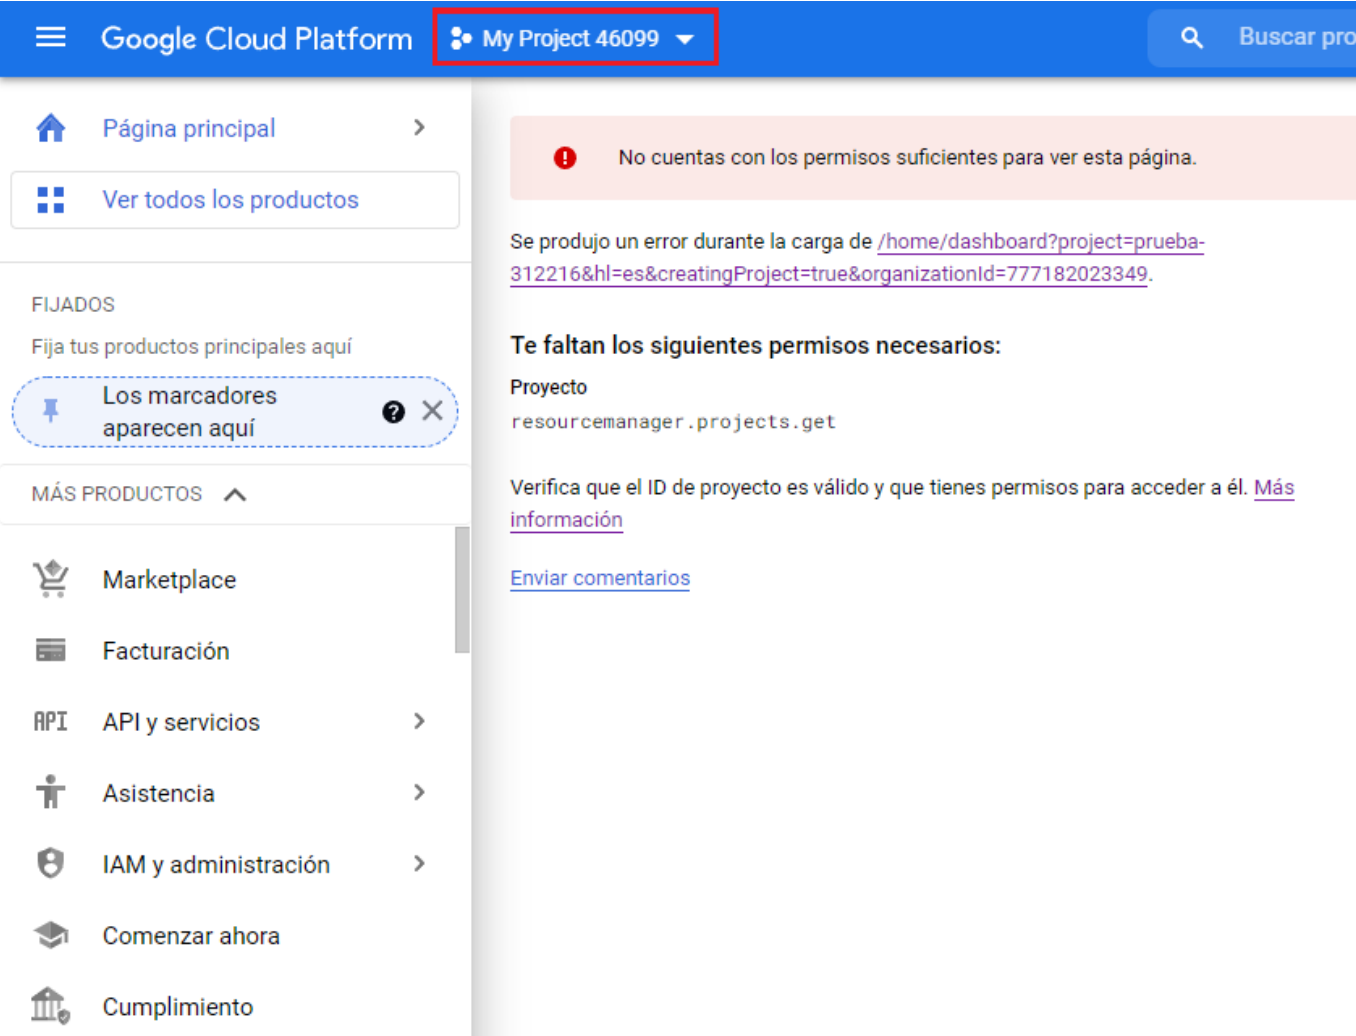 Google Cloud Platform
My Project 46099
Buscar pro
Página principal
Ver todos los productos
FIJADOS
Fija tus productos principales aquí
Los marcadores
aparecen aquí
MÁS PRODUCTOS
Marketplace
Facturación
API
API y servicios
Asistencia
IAM y administración
Comenzar ahora
Cumplimiento
No cuentas con los permisos suficientes para ver esta página.
Se produjo un error durante la carga de /home/dashboard?project=prueba-
312216&hl=es&creatingProject=true&organizationId=777182023349.
Te faltan los siguientes permisos necesarios:
Proyecto
resourcemanager.projects.get
Verifica que el ID de proyecto es válido y que tienes permisos para acceder a él. Más
información
Enviar comentarios